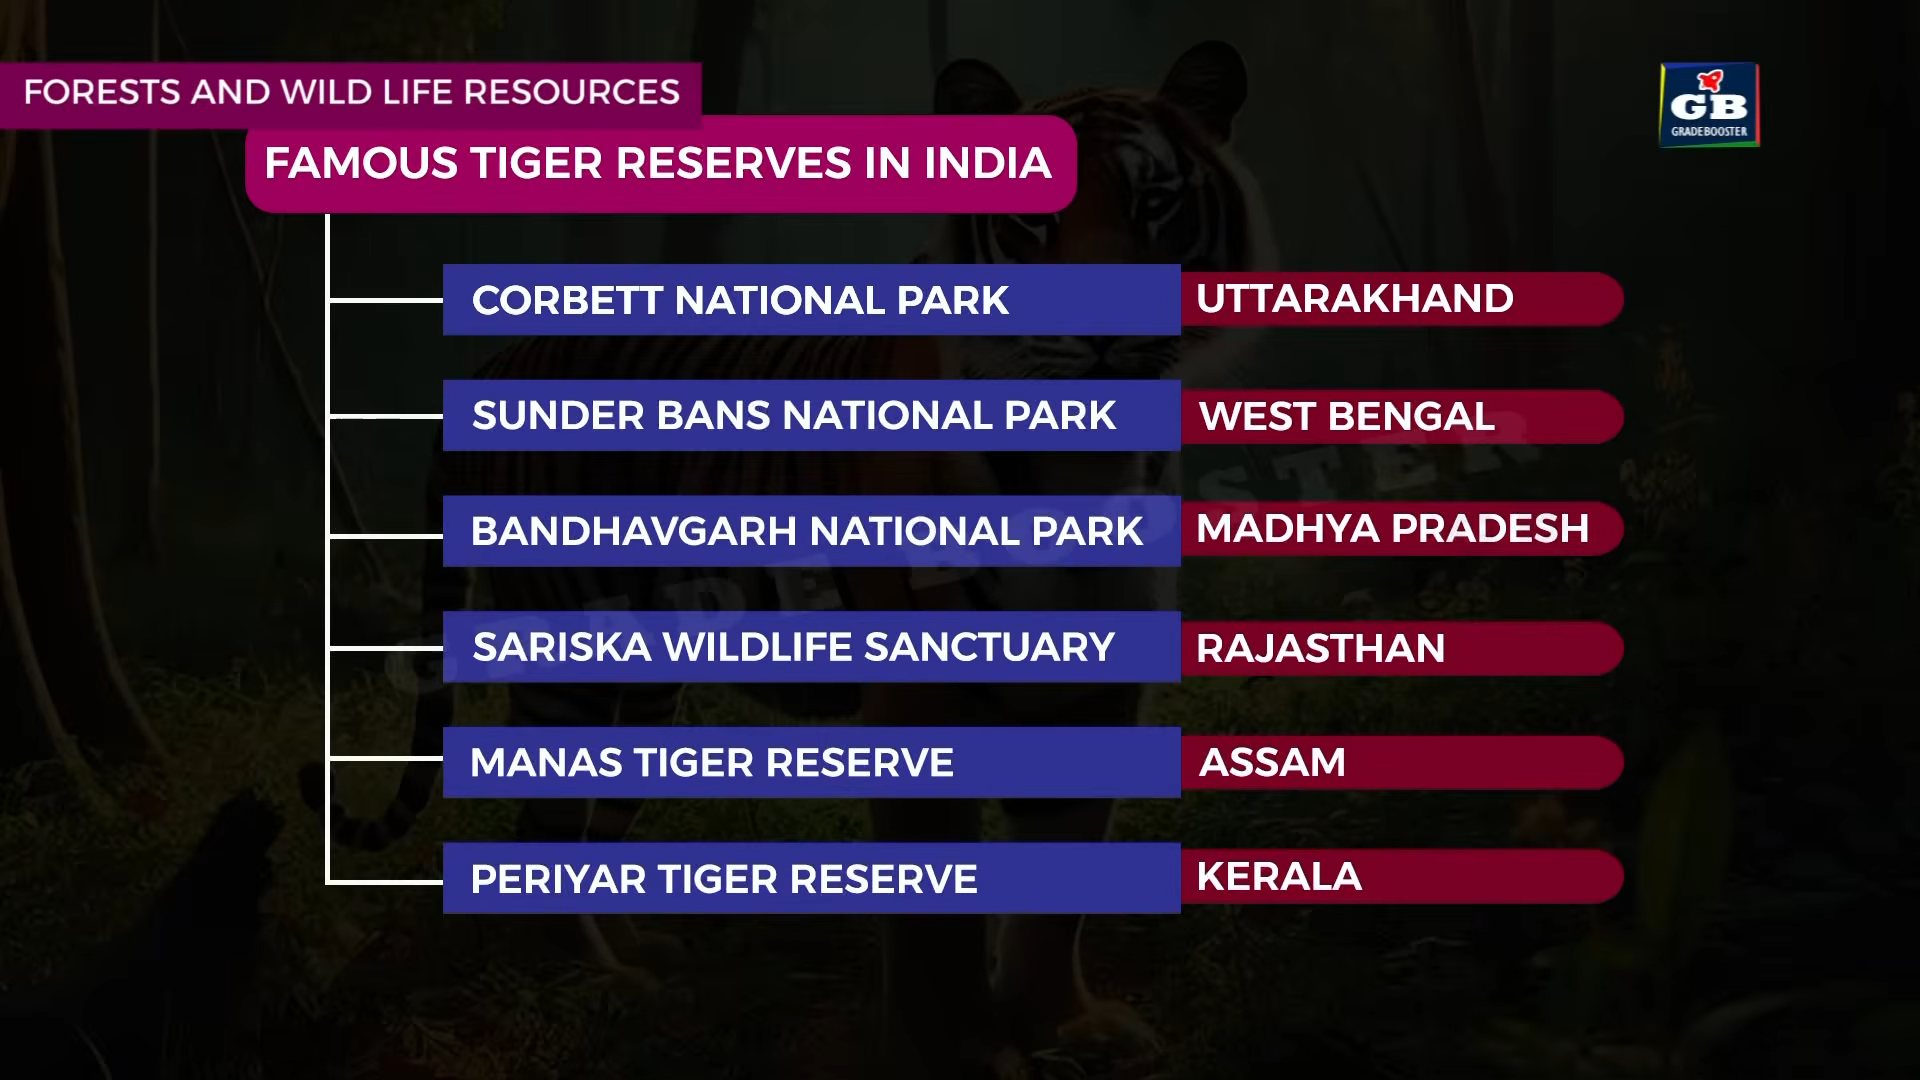 FORESTS AND WILD LIFE RESOURCES
GB
GRADEBOOSTER
FAMOUS TIGER RESERVES IN INDIA
CORBETT NATIONAL PARK UTTARAKHAND
SUNDER BANS NATIONAL PARK WEST BENGAL
BANDHAVGARH NATIONAL PARK MADHYA PRADESH
SARISKA WILDLIFE SANCTUARY RAJASTHAN
MANAS TIGER RESERVE ASSAM
PERIYAR TIGER RESERVE KERALA
GRADE BOOSTER